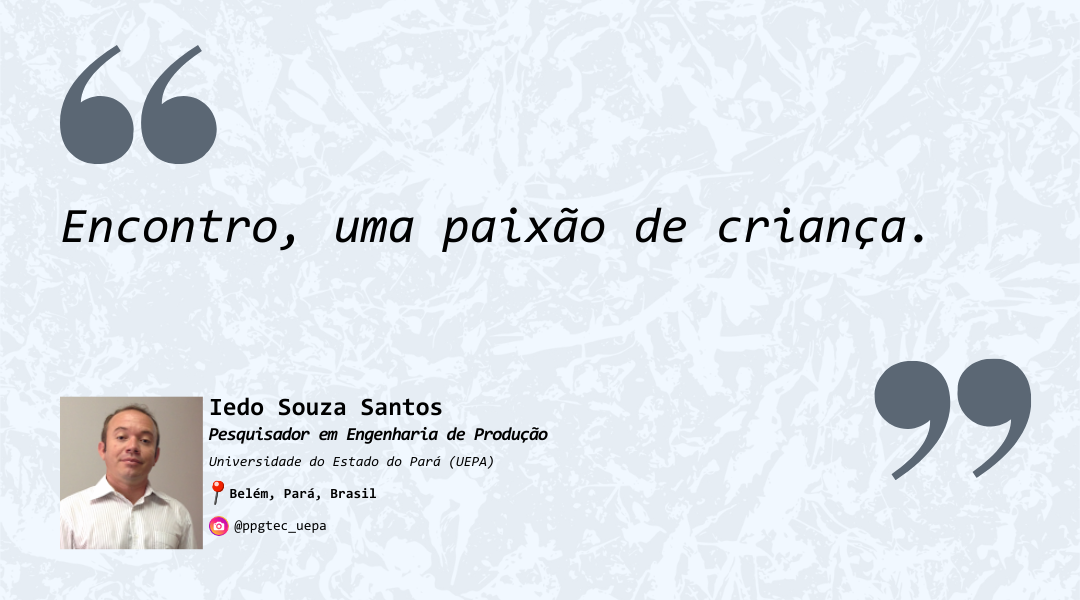 Encontro, uma paixão de criança.
Iedo Souza Santos
Pesquisador em Engenharia de Produção
Universidade do Estado do Pará (UEPA)
Belém, Pará, Brasil
@ppgtec_uepa